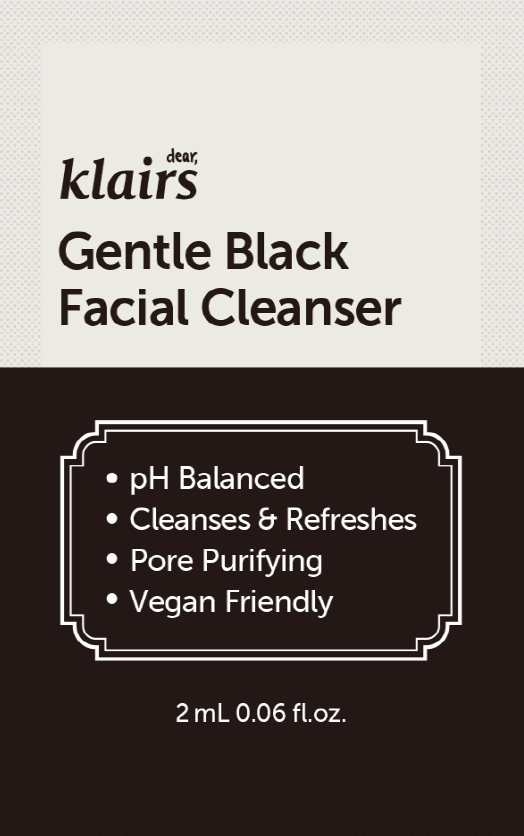 dear,
klairs
Gentle Black
Facial Cleanser
• pH Balanced
• Cleanses & Refreshes
• Pore Purifying
• Vegan Friendly
2 mL 0.06 fl.oz.